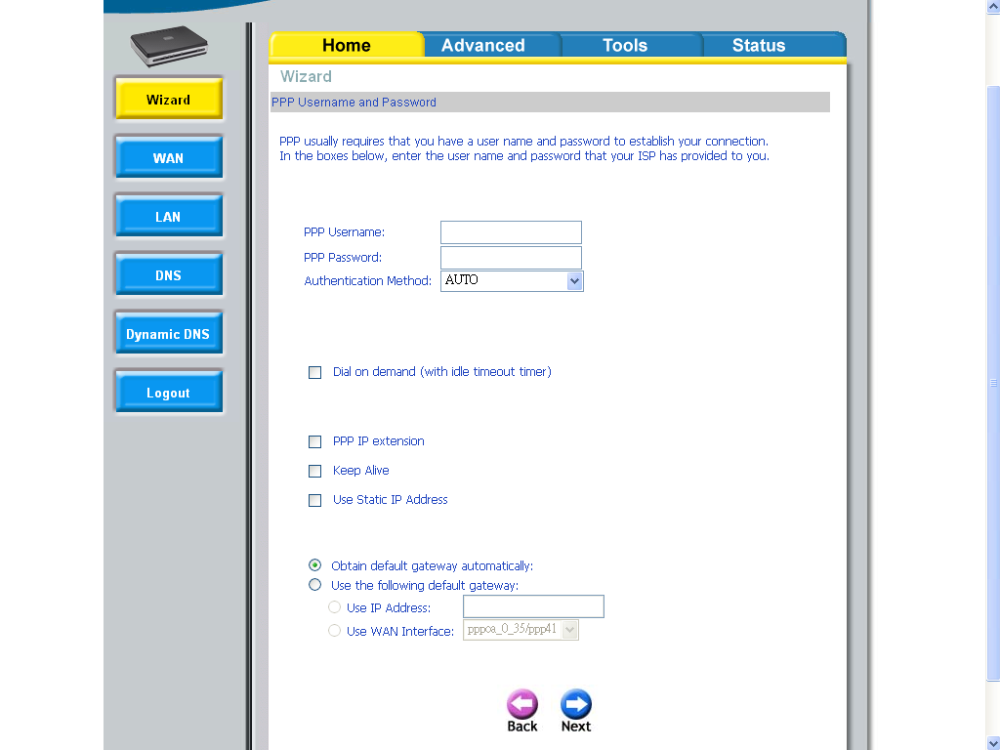 Home
Advanced
Tools
Status
Wizard
WAN
LAN
DNS
Dynamic DNS
Logout
Wizard
PPP Username and Password
PPP usually requires that you have a user name and password to establish your connection.
In the boxes below, enter the user name and password that your ISP has provided to you.
PPP Username:
PPP Password:
Authentication Method: AUTO
Dial on demand (with idle timeout timer)
PPP IP extension
Keep Alive
Use Static IP Address
Obtain default gateway automatically:
Use the following default gateway:
Use IP Address:
Use WAN Interface: pppoa_0_35/ppp41
Back
Next